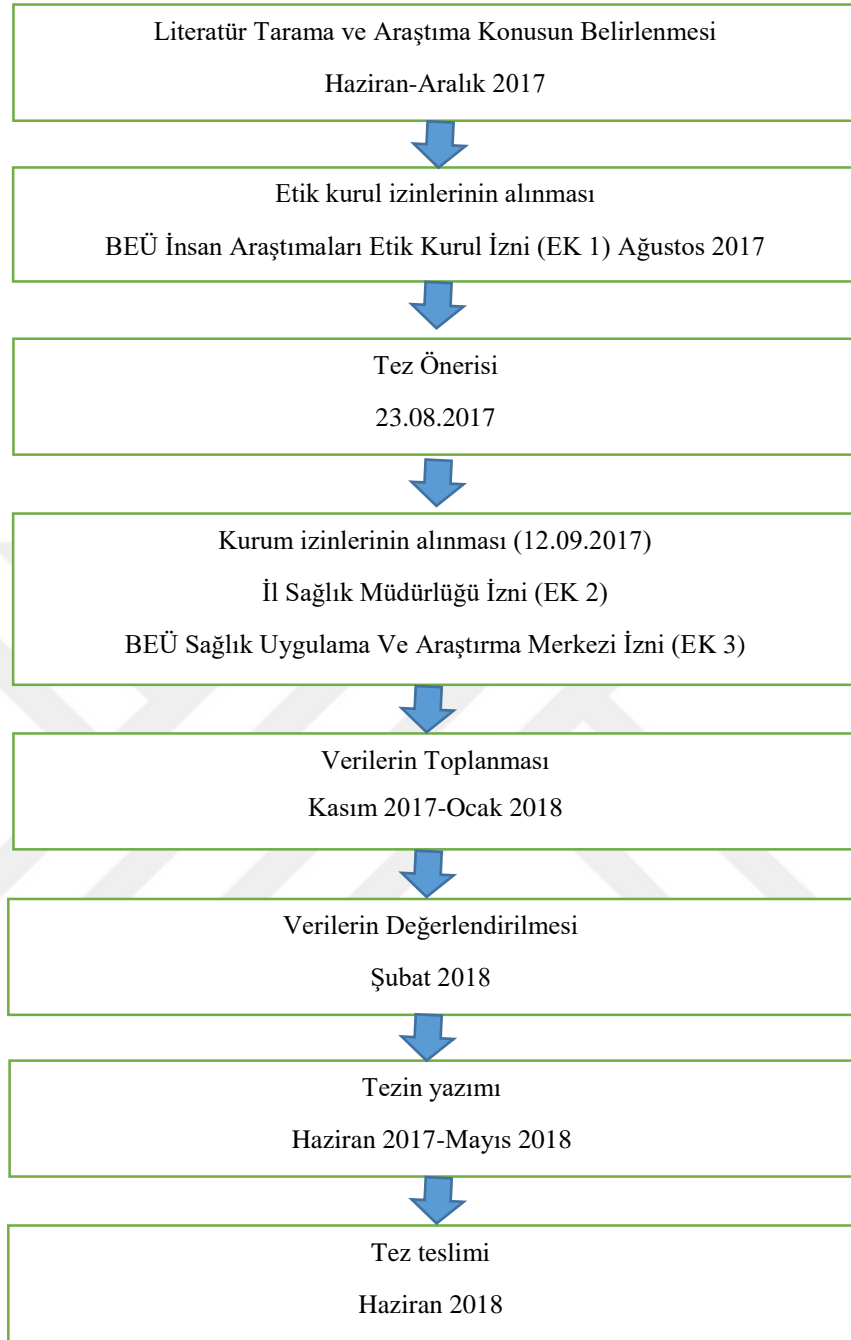 Literatür Tarama ve Araştıma Konusun Belirlenmesi
Haziran-Aralık 2017
Etik kurul izinlerinin alınması
BEÜ İnsan Araştımaları Etik Kurul İzni (EK 1) Ağustos 2017
Tez Önerisi
23.08.2017
Kurum izinlerinin alınması (12.09.2017)
İl Sağlık Müdürlüğü İzni (EK 2)
BEÜ Sağlık Uygulama Ve Araştırma Merkezi İzni (EK 3)
Verilerin Toplanması
Kasım 2017-Ocak 2018
Verilerin Değerlendirilmesi
Şubat 2018
Tezin yazımı
Haziran 2017-Mayıs 2018
Tez teslimi
Haziran 2018